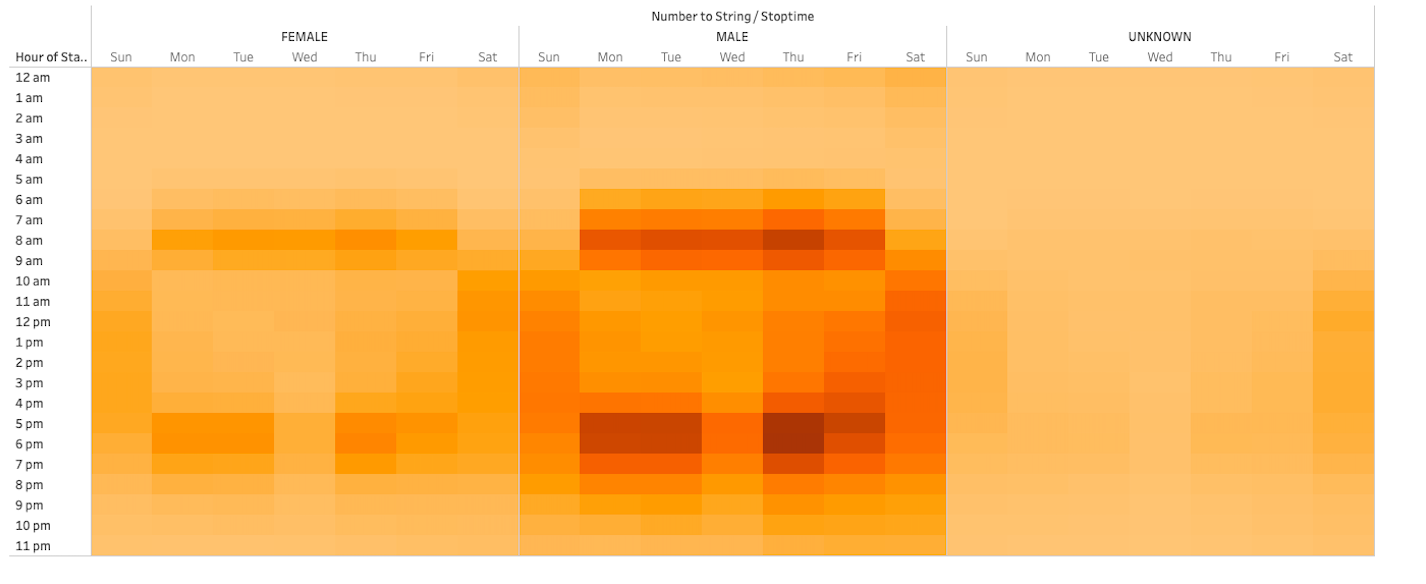 Number to String / Stoptime
FEMALE MALE UNKNOWN
Hour of Sta.. Sun Mon Tue Wed Thu Fri Sat Sun Mon Tue Wed Thu Fri Sat Sun Mon Tue Wed Thu Fri Sat
12 am
1 am
2 am
3 am
4 am
5 am
6 am
7 am
8 am
9 am
10 am
11 am
12 pm
1 pm
2 pm
3 pm
4 pm
5 pm
6 pm
7 pm
8 pm
9 pm
10 pm
11 pm